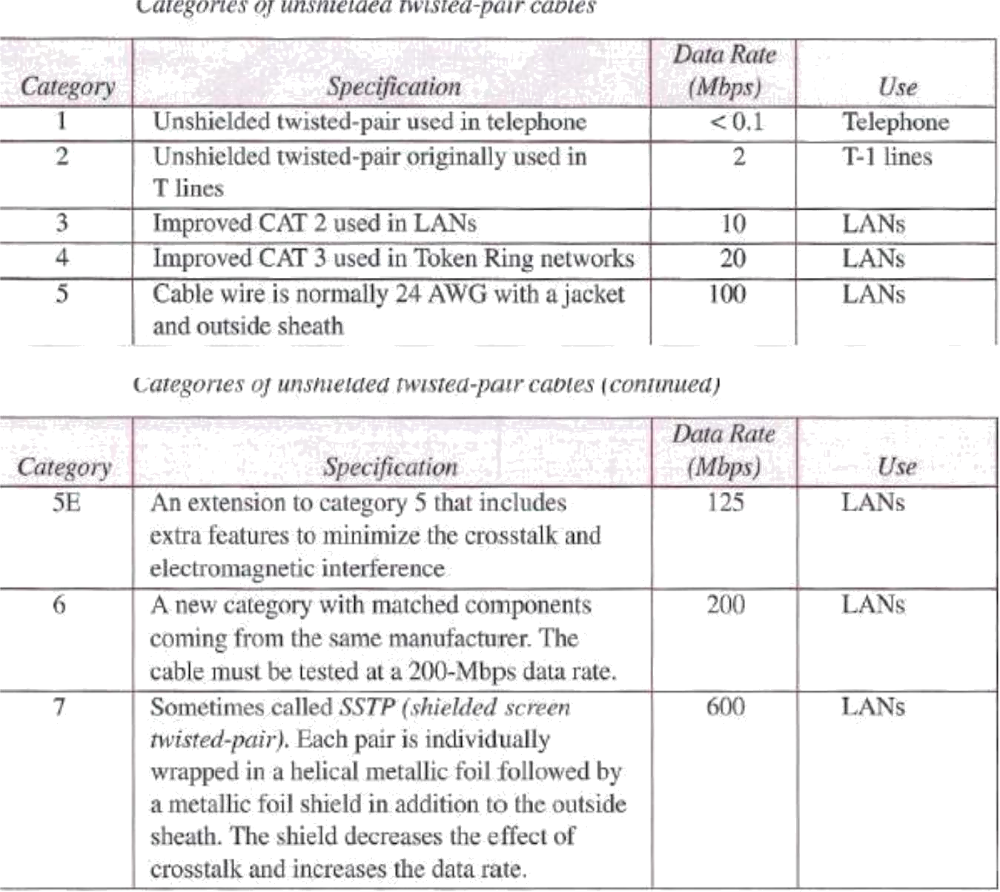 Categories of unshielded twisted-pair cables
Data Rate
Category Specification (Mbps) Use
1 Unshielded twisted-pair used in telephone < 0.1 Telephone
2 Unshielded twisted-pair originally used in 2 T-1 lines
T lines
3 Improved CAT 2 used in LANs 10 LANs
4 Improved CAT 3 used in Token Ring networks 20 LANs
5 Cable wire is normally 24 AWG with a jacket 100 LANs
and outside sheath
Categories of unshielded twisted-pair cables (continued)
Data Rate
Category Specification (Mbps) Use
5E An extension to category 5 that includes 125 LANs
extra features to minimize the crosstalk and
electromagnetic interference
6 A new category with matched components 200 LANs
coming from the same manufacturer. The
cable must be tested at a 200-Mbps data rate.
7 Sometimes called SSTP (shielded screen 600 LANs
twisted-pair). Each pair is individually
wrapped in a helical metallic foil followed by
a metallic foil shield in addition to the outside
sheath. The shield decreases the effect of
crosstalk and increases the data rate.